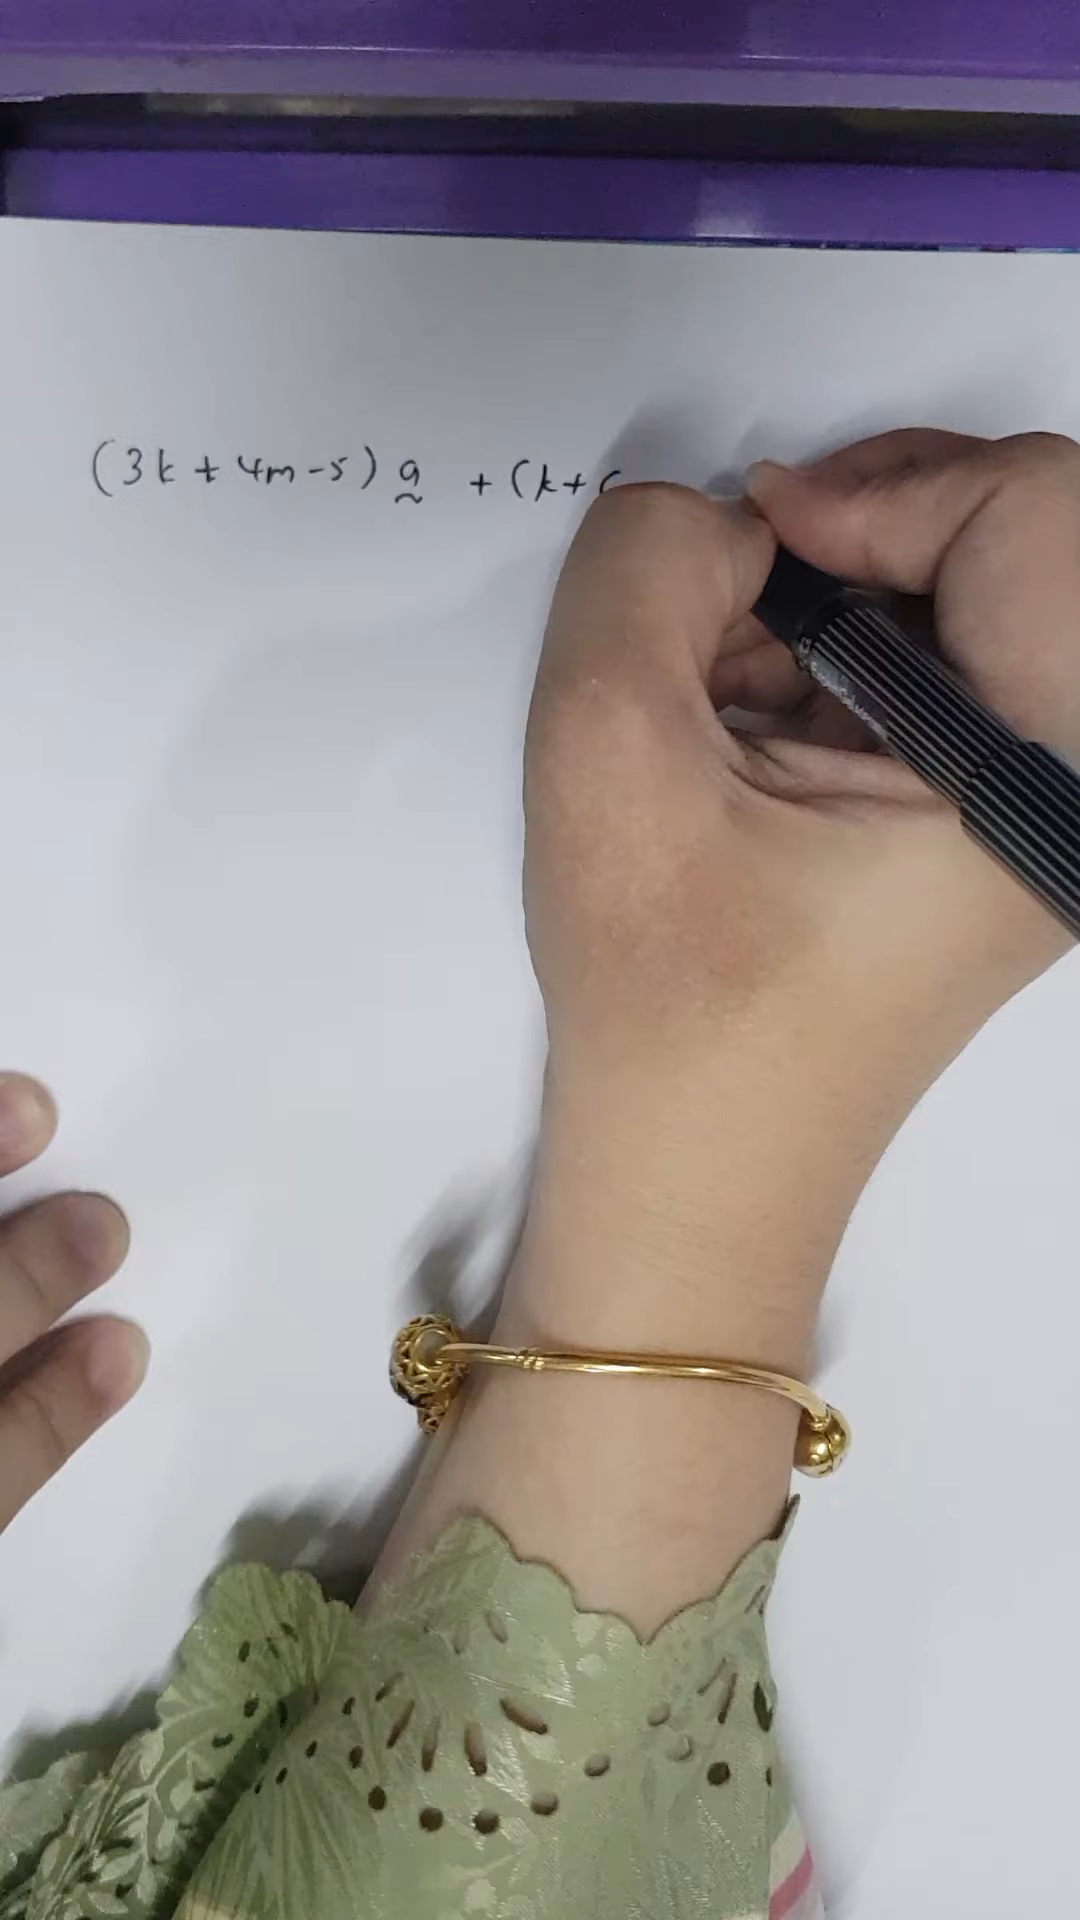 (3k + 4m - 5) a + (k +